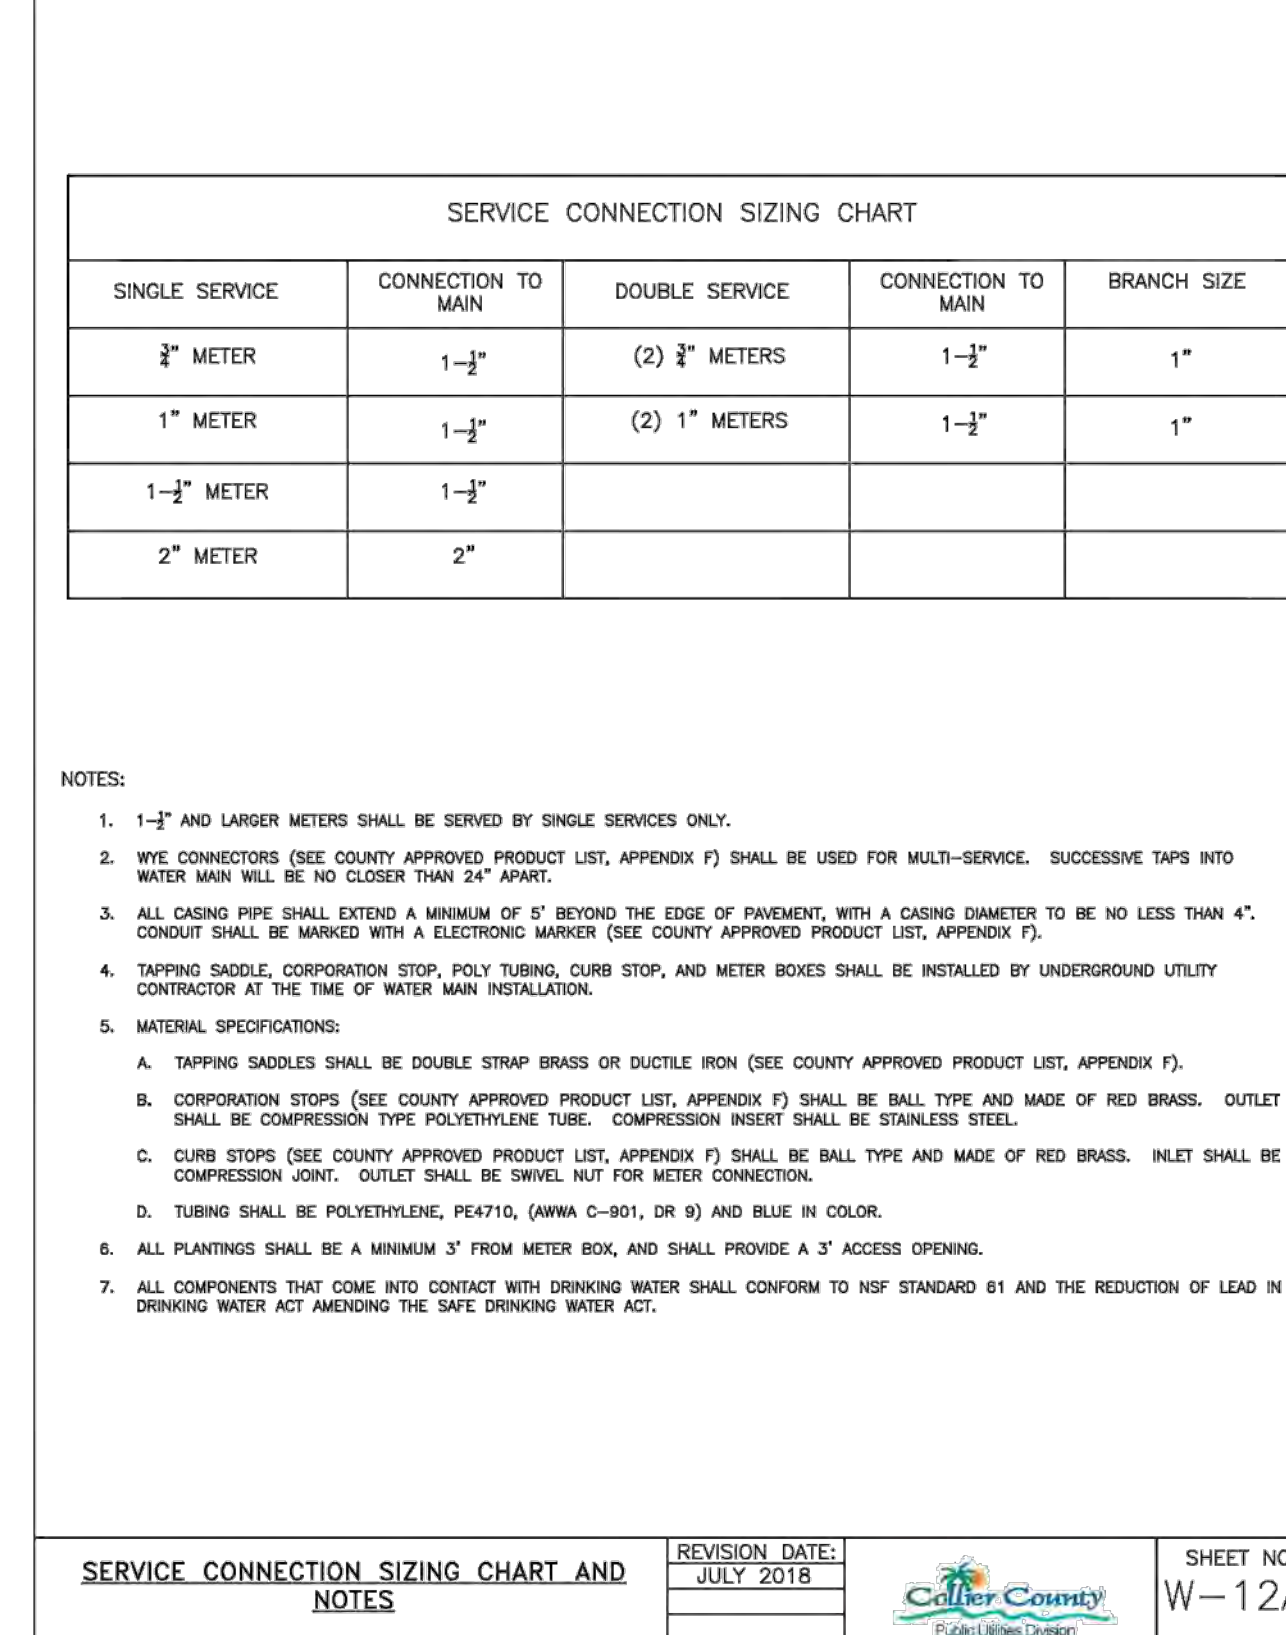 SERVICE CONNECTION SIZING CHART
SINGLE SERVICE CONNECTION TO MAIN DOUBLE SERVICE CONNECTION TO MAIN BRANCH SIZE
3/4" METER 1-1/2" (2) 3/4" METERS 1-1/2" 1"
1" METER 1-1/2" (2) 1" METERS 1-1/2" 1"
1-1/2" METER 1-1/2"
2" METER 2"
NOTES:
1. 1-1/2" AND LARGER METERS SHALL BE SERVED BY SINGLE SERVICES ONLY.
2. WYE CONNECTORS (SEE COUNTY APPROVED PRODUCT LIST, APPENDIX F) SHALL BE USED FOR MULTI-SERVICE. SUCCESSIVE TAPS INTO
WATER MAIN WILL BE NO CLOSER THAN 24" APART.
3. ALL CASING PIPE SHALL EXTEND A MINIMUM OF 5' BEYOND THE EDGE OF PAVEMENT, WITH A CASING DIAMETER TO BE NO LESS THAN 4".
CONDUIT SHALL BE MARKED WITH A ELECTRONIC MARKER (SEE COUNTY APPROVED PRODUCT LIST, APPENDIX F).
4. TAPPING SADDLE, CORPORATION STOP, POLY TUBING, CURB STOP, AND METER BOXES SHALL BE INSTALLED BY UNDERGROUND UTILITY
CONTRACTOR AT THE TIME OF WATER MAIN INSTALLATION.
5. MATERIAL SPECIFICATIONS:
A. TAPPING SADDLES SHALL BE DOUBLE STRAP BRASS OR DUCTILE IRON (SEE COUNTY APPROVED PRODUCT LIST, APPENDIX F).
B. CORPORATION STOPS (SEE COUNTY APPROVED PRODUCT LIST, APPENDIX F) SHALL BE BALL TYPE AND MADE OF RED BRASS. OUTLET
SHALL BE COMPRESSION TYPE POLYETHYLENE TUBE. COMPRESSION INSERT SHALL BE STAINLESS STEEL.
C. CURB STOPS (SEE COUNTY APPROVED PRODUCT LIST, APPENDIX F) SHALL BE BALL TYPE AND MADE OF RED BRASS. INLET SHALL BE
COMPRESSION JOINT. OUTLET SHALL BE SWIVEL NUT FOR METER CONNECTION.
D. TUBING SHALL BE POLYETHYLENE, PE4710, (AWWA C-901, DR 9) AND BLUE IN COLOR.
6. ALL PLANTINGS SHALL BE A MINIMUM 3' FROM METER BOX, AND SHALL PROVIDE A 3' ACCESS OPENING.
7. ALL COMPONENTS THAT COME INTO CONTACT WITH DRINKING WATER SHALL CONFORM TO NSF STANDARD 61 AND THE REDUCTION OF LEAD IN
DRINKING WATER ACT AMENDING THE SAFE DRINKING WATER ACT.
SERVICE CONNECTION SIZING CHART AND
NOTES
REVISION DATE:
JULY 2018
Collier County
Public Utilities Division
SHEET NO
W-12A